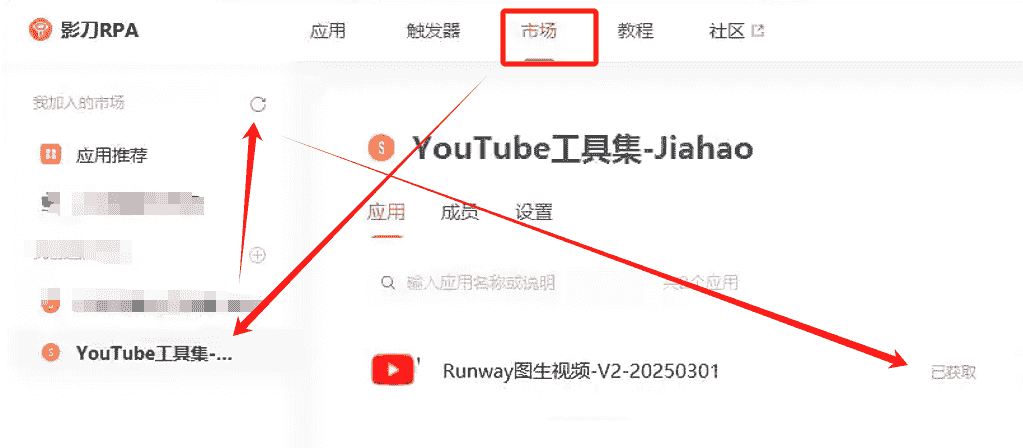 影刀RPA
应用
触发器
市场
教程
社区
我加入的市场
应用推荐
YouTube工具集-...
YouTube工具集-Jiahao
应用
成员
设置
输入应用名称或说明
个应用
Runway图生视频-V2-20250301
已获取